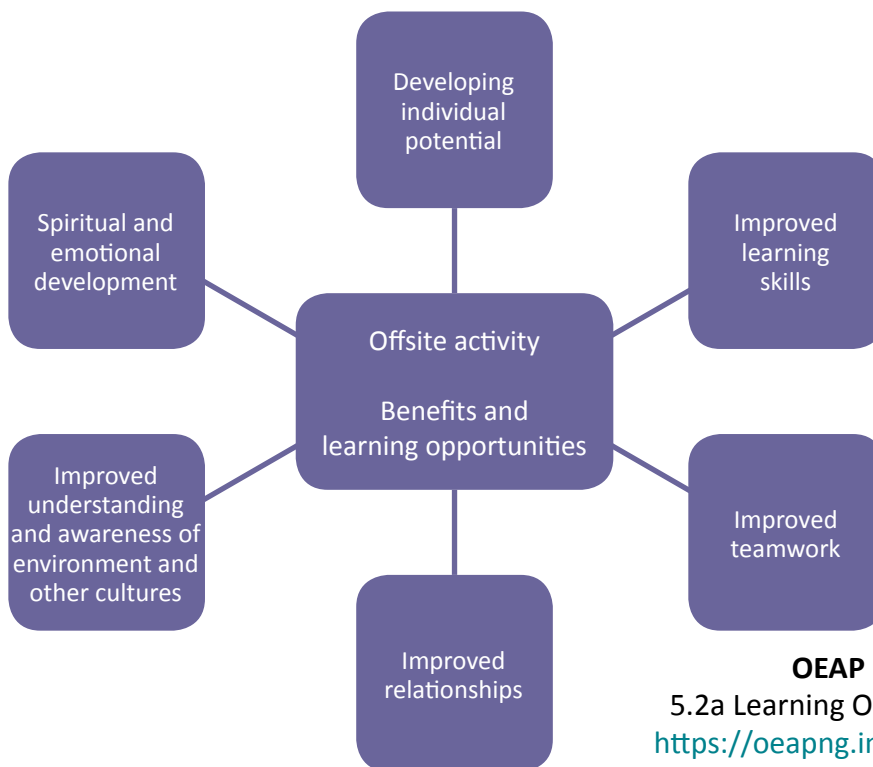 Developing
individual
potential
Spiritual and
emotional
development
Improved
learning
skills
Offsite activity
Benefits and
learning opportunities
Improved
understanding
and awareness of
environment and
other cultures
Improved
teamwork
Improved
relationships
OEAP
5.2a Learning O
https://oeapng.in